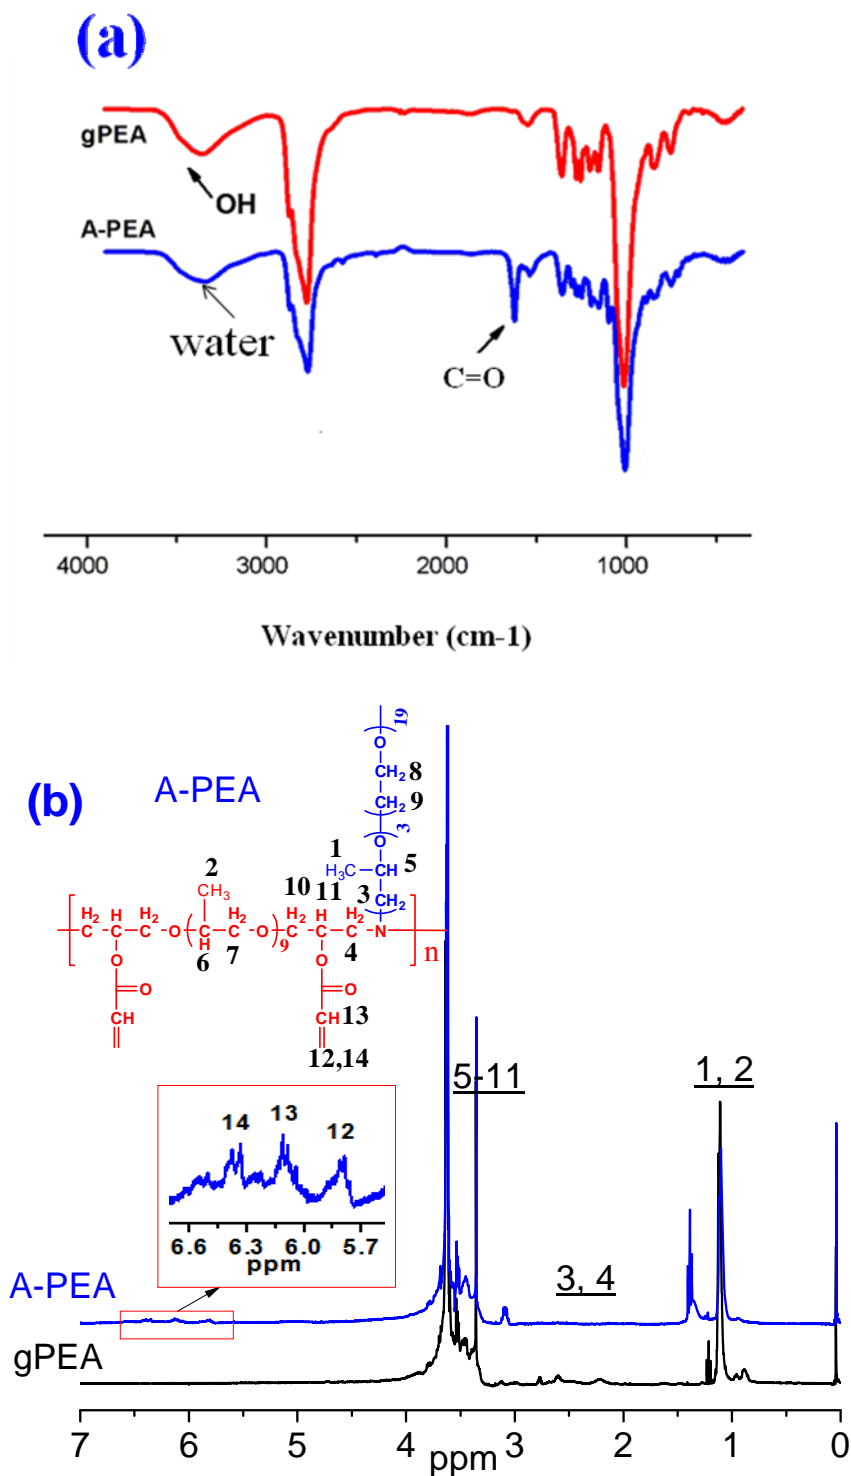 (a)
gPEA
OH
A-PEA
water
C=O
4000 3000 2000 1000
Wavenumber (cm-1)
(b)
A-PEA
19
O
CH2 8
CH2 9
3
O
1 5
H3C CH
2 3
CH3 CH2
10 11
H2 H H2 H2 H2 H H2
C C C O CH C O 9 C C C N n
6 7 4
O O
O O
CH CH 13
12,14
5-11
1, 2
14 13 12
6.6 6.3 6.0 5.7
ppm
3, 4
A-PEA
gPEA
7 6 5 4 3 2 1 0
ppm